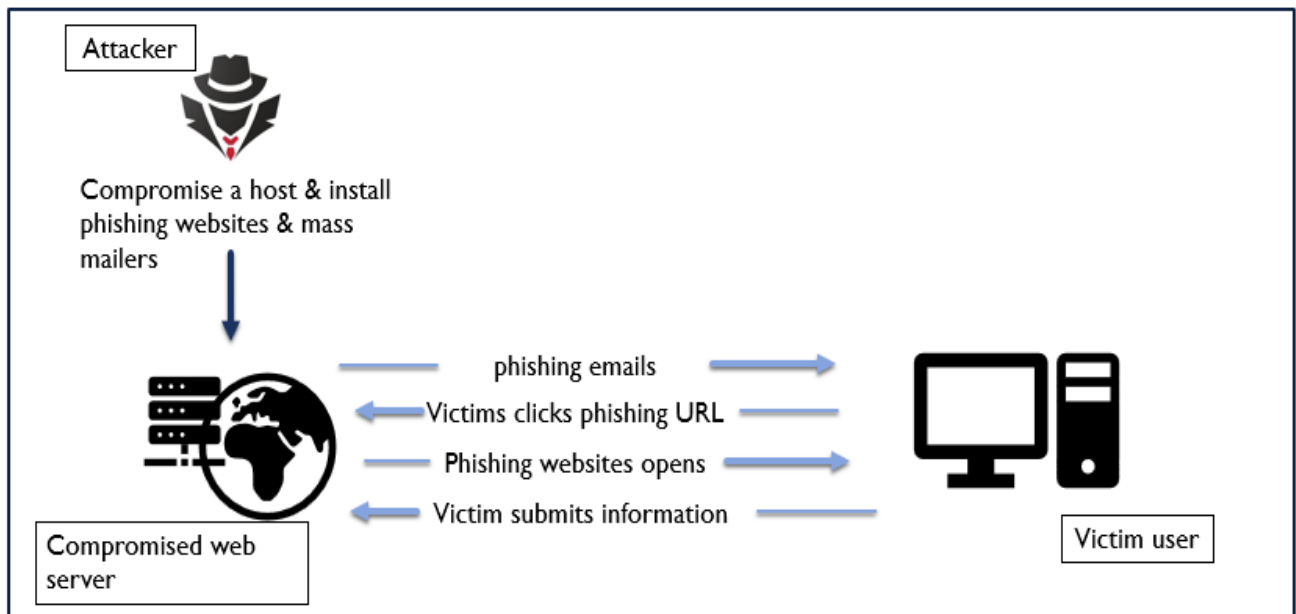 Attacker
Compromise a host & install
phishing websites & mass
mailers
phishing emails
Victims clicks phishing URL
Phishing websites opens
Victim submits information
Compromised web
server
Victim user